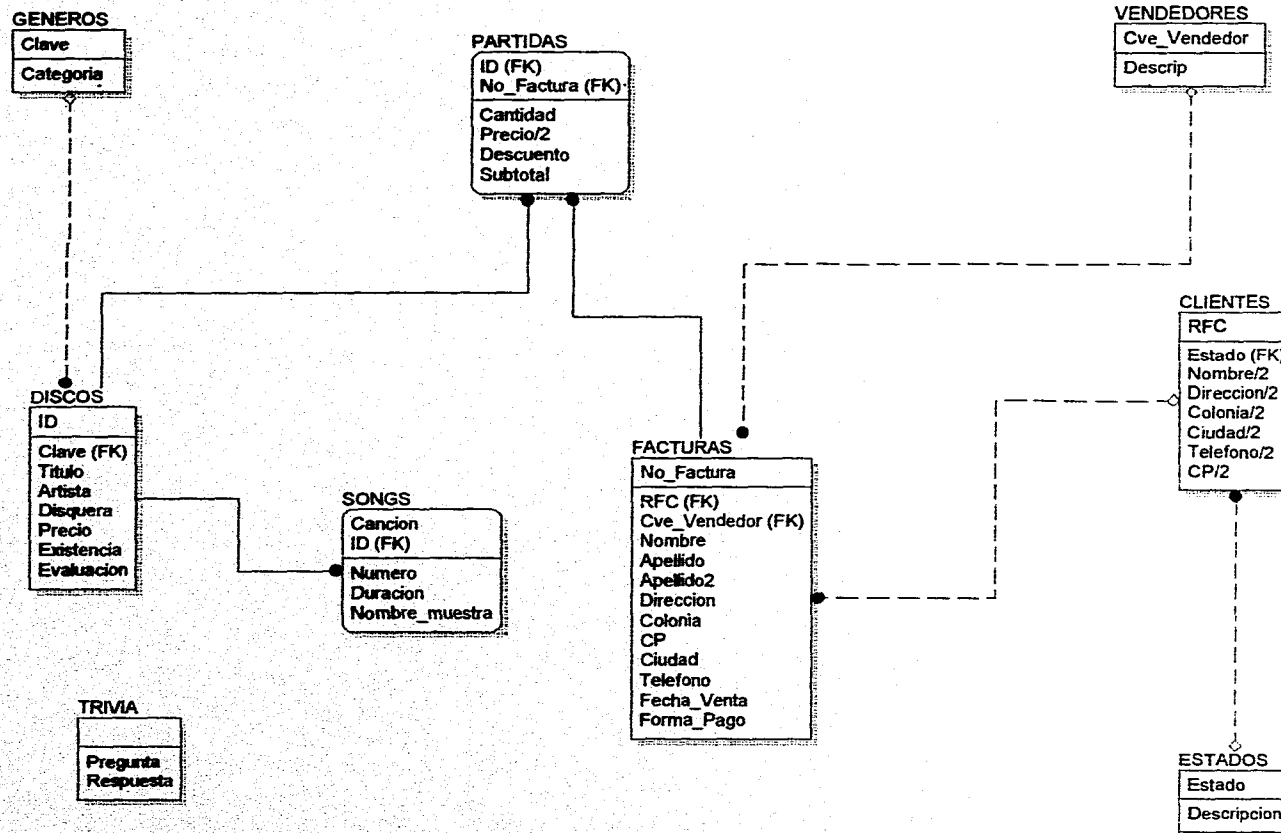 GENEROS
Clave
Categoria
PARTIDAS
ID (FK)
No_Factura (FK)
Cantidad
Precio/2
Descuento
Subtotal
VENDEDORES
Cve_Vendedor
Descrip
CLIENTES
RFC
Estado (FK)
Nombre/2
Direccion/2
Colonia/2
Ciudad/2
Telefono/2
CP/2
DISCOS
ID
Clave (FK)
Titulo
Artista
Disquera
Precio
Existencia
Evaluacion
SONGS
Cancion
ID (FK)
Numero
Duracion
Nombre_muestra
FACTURAS
No_Factura
RFC (FK)
Cve_Vendedor (FK)
Nombre
Apellido
Apellido2
Direccion
Colonia
CP
Ciudad
Telefono
Fecha_Venta
Forma_Pago
TRIVIA
Pregunta
Respuesta
ESTADOS
Estado
Descripcion